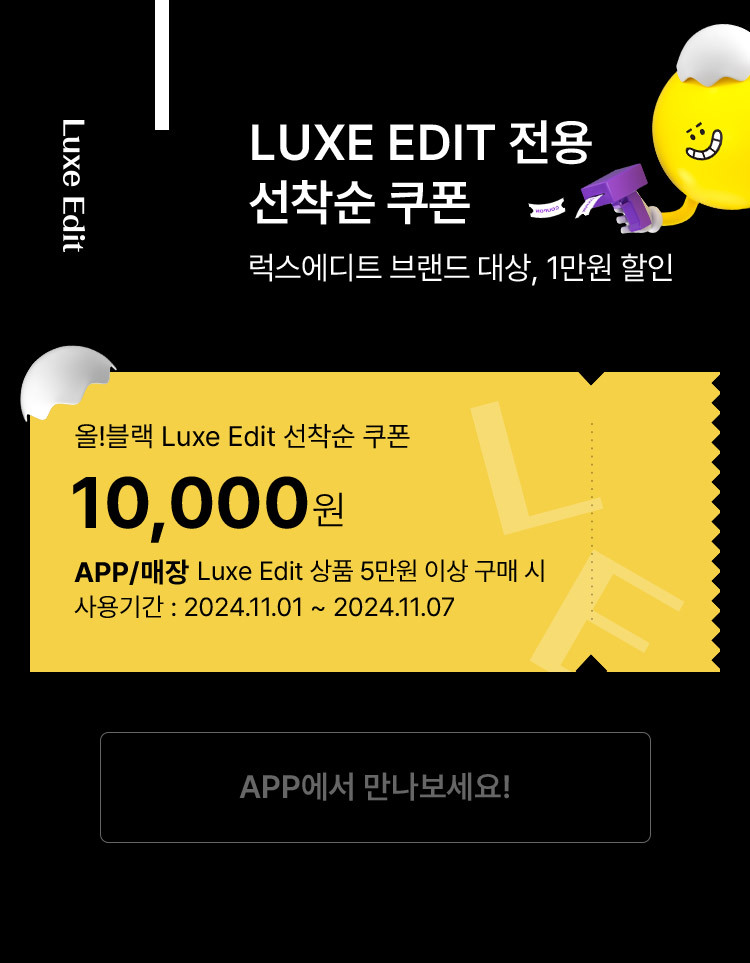 Luxe Edit
LUXE EDIT 전용
선착순 쿠폰
럭스에디트 브랜드 대상, 1만원 할인
올!블랙 Luxe Edit 선착순 쿠폰
10,000원
APP/매장 Luxe Edit 상품 5만원 이상 구매 시
사용기간 : 2024.11.01 ~ 2024.11.07
L
E
APP에서 만나보세요!